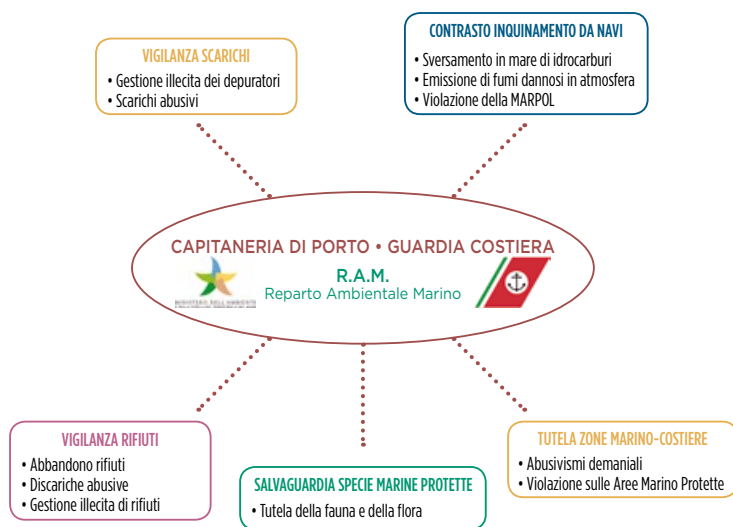 VIGILANZA SCARICHI
• Gestione illecita dei depuratori
• Scarichi abusivi
CONTRASTO INQUINAMENTO DA NAVI
• Sversamento in mare di idrocarburi
• Emissione di fumi dannosi in atmosfera
• Violazione della MARPOL
CAPITANERIA DI PORTO • GUARDIA COSTIERA
R.A.M.
Reparto Ambientale Marino
VIGILANZA RIFIUTI
• Abbandono rifiuti
• Discariche abusive
• Gestione illecita di rifiuti
SALVAGUARDIA SPECIE MARINE PROTETTE
• Tutela della fauna e della flora
TUTELA ZONE MARINO-COSTIERE
• Abusivismi demaniali
• Violazione sulle Aree Marino Protette